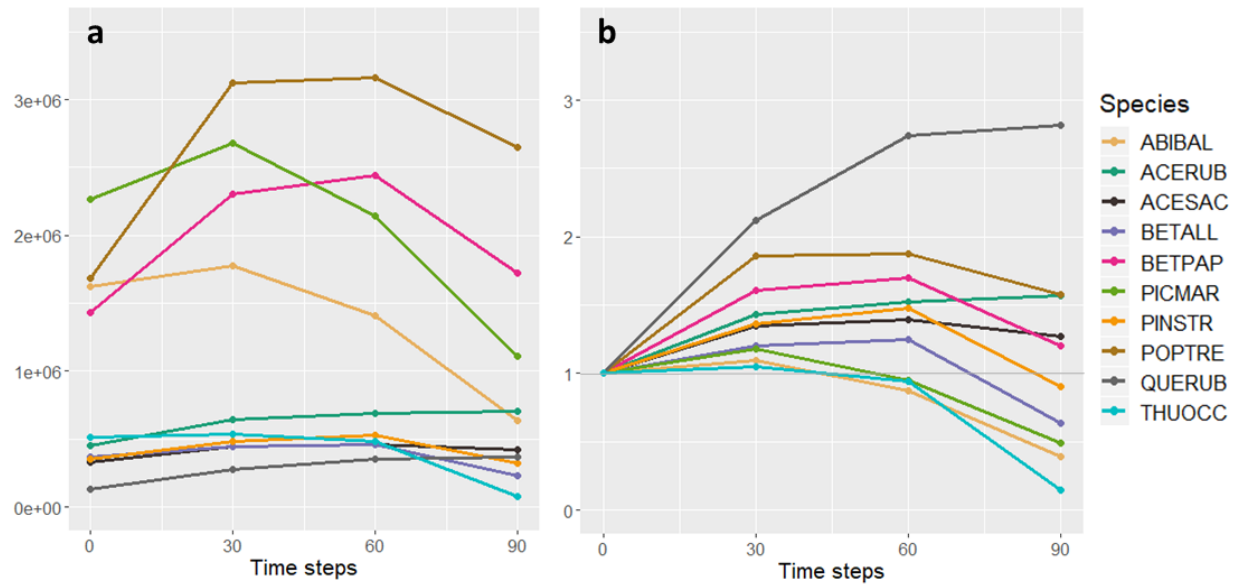 a
3e+06
2e+06
1e+06
0e+00
0 30 60 90
Time steps
b
3
2
1
0
0 30 60 90
Time steps
Species
ABIBAL
ACERUB
ACESAC
BETALL
BETPAP
PICMAR
PINSTR
POPTRE
QUERUB
THUOCC